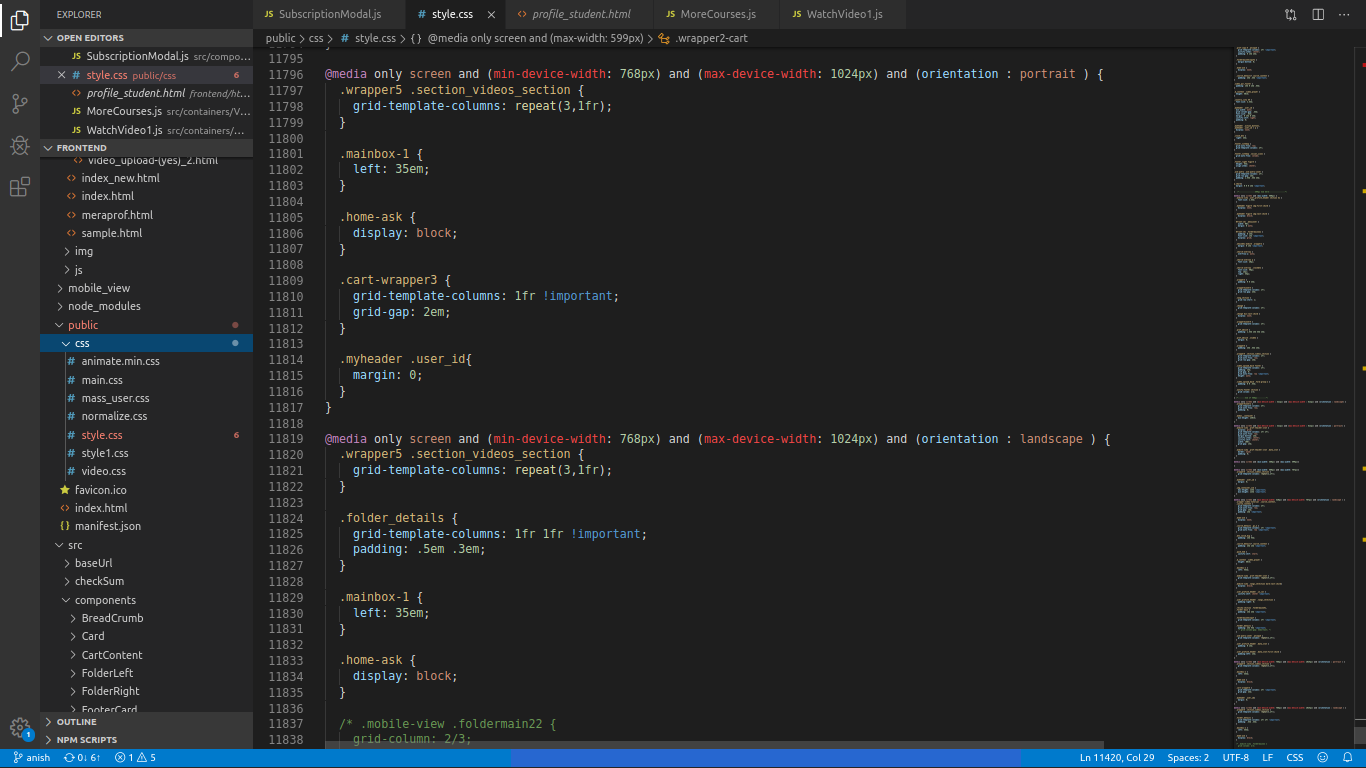 EXPLORER
OPEN EDITORS
JS SubscriptionModal.js src/compo...
# style.css public/css 6
<> profile_student.html frontend/ht...
JS MoreCourses.js src/containers/V...
JS WatchVideo1.js src/containers/...
FRONTEND
<> video_upload-(yes)_2.html
<> index_new.html
<> index.html
<> meraprof.html
<> sample.html
img
js
mobile_view
node_modules
public
css
# animate.min.css
# main.css
# mass_user.css
# normalize.css
# style.css 6
# style1.css
# video.css
favicon.ico
<> index.html
{} manifest.json
src
baseUrl
checkSum
components
BreadCrumb
Card
CartContent
FolderLeft
FolderRight
FooterCard
OUTLINE
NPM SCRIPTS
1
JS SubscriptionModal.js # style.css <> profile_student.html JS MoreCourses.js JS WatchVideo1.js
public > css > # style.css > {} @media only screen and (max-width: 599px) > .wrapper2-cart
11795
11796 @media only screen and (min-device-width: 768px) and (max-device-width: 1024px) and (orientation : portrait ) {
11797 .wrapper5 .section_videos_section {
11798 grid-template-columns: repeat(3,1fr);
11799 }
11800
11801 .mainbox-1 {
11802 left: 35em;
11803 }
11804
11805 .home-ask {
11806 display: block;
11807 }
11808
11809 .cart-wrapper3 {
11810 grid-template-columns: 1fr !important;
11811 grid-gap: 2em;
11812 }
11813
11814 .myheader .user_id{
11815 margin: 0;
11816 }
11817 }
11818
11819 @media only screen and (min-device-width: 768px) and (max-device-width: 1024px) and (orientation : landscape ) {
11820 .wrapper5 .section_videos_section {
11821 grid-template-columns: repeat(3,1fr);
11822 }
11823
11824 .folder_details {
11825 grid-template-columns: 1fr 1fr !important;
11826 padding: .5em .3em;
11827 }
11828
11829 .mainbox-1 {
11830 left: 35em;
11831 }
11832
11833 .home-ask {
11834 display: block;
11835 }
11836
11837 /* .mobile-view .foldermain22 {
11838 grid-column: 2/3;
anish 0↓ 6↑ 1 5 Ln 11420, Col 29 Spaces: 2 UTF-8 LF CSS